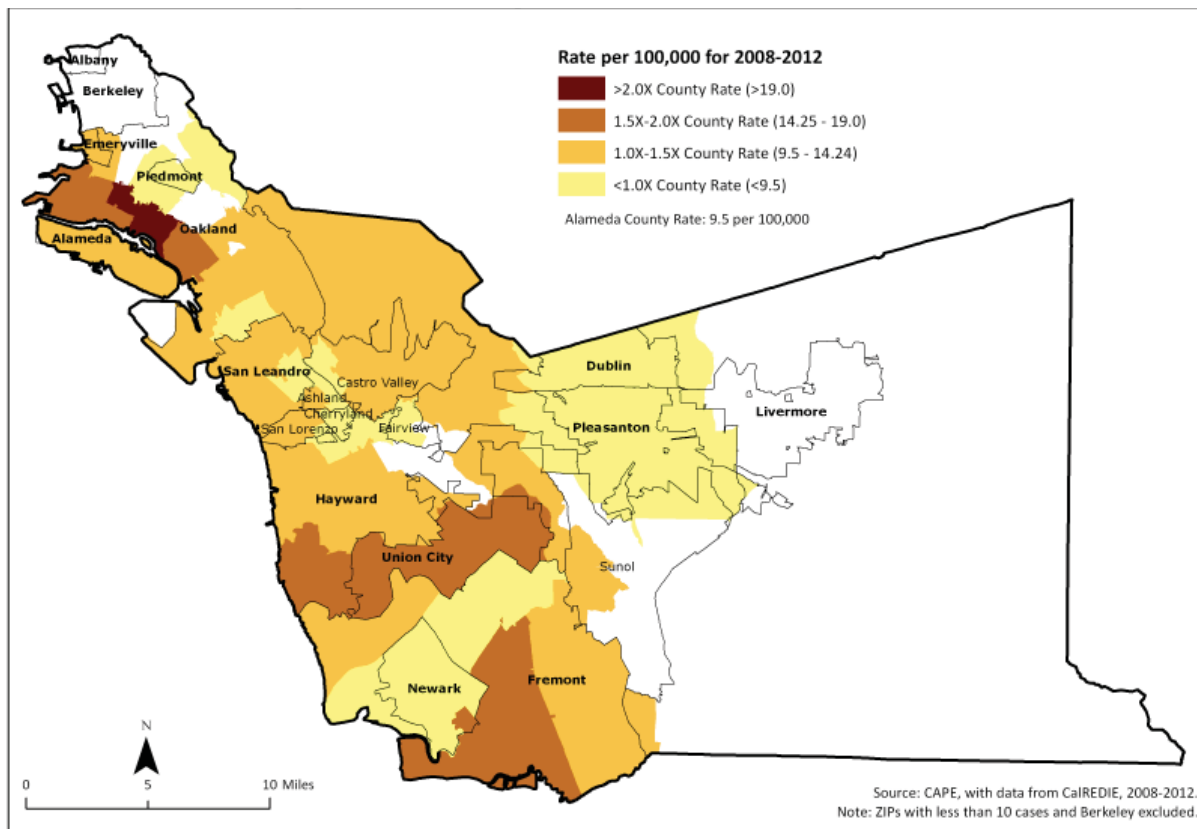 Rate per 100,000 for 2008-2012
>2.0X County Rate (>19.0)
1.5X-2.0X County Rate (14.25 - 19.0)
1.0X-1.5X County Rate (9.5 - 14.24)
<1.0X County Rate (<9.5)
Alameda County Rate: 9.5 per 100,000
Albany
Berkeley
Emeryville
Piedmont
Oakland
Alameda
San Leandro
Castro Valley
Ashland
Cherryland
San Lorenzo
Fairview
Dublin
Livermore
Pleasanton
Hayward
Union City
Sunol
Newark
Fremont
N
0 5 10 Miles
Source: CAPE, with data from CalREDIE, 2008-2012.
Note: ZIPs with less than 10 cases and Berkeley excluded.